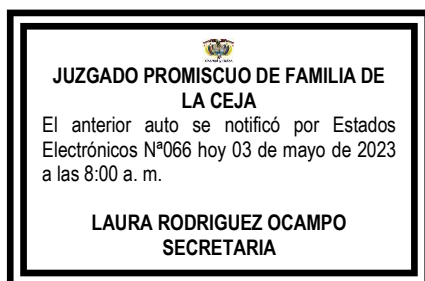 JUZGADO PROMISCUO DE FAMILIA DE
LA CEJA
El anterior auto se notificó por Estados
Electrónicos Nª066 hoy 03 de mayo de 2023
a las 8:00 a. m.
LAURA RODRIGUEZ OCAMPO
SECRETARIA